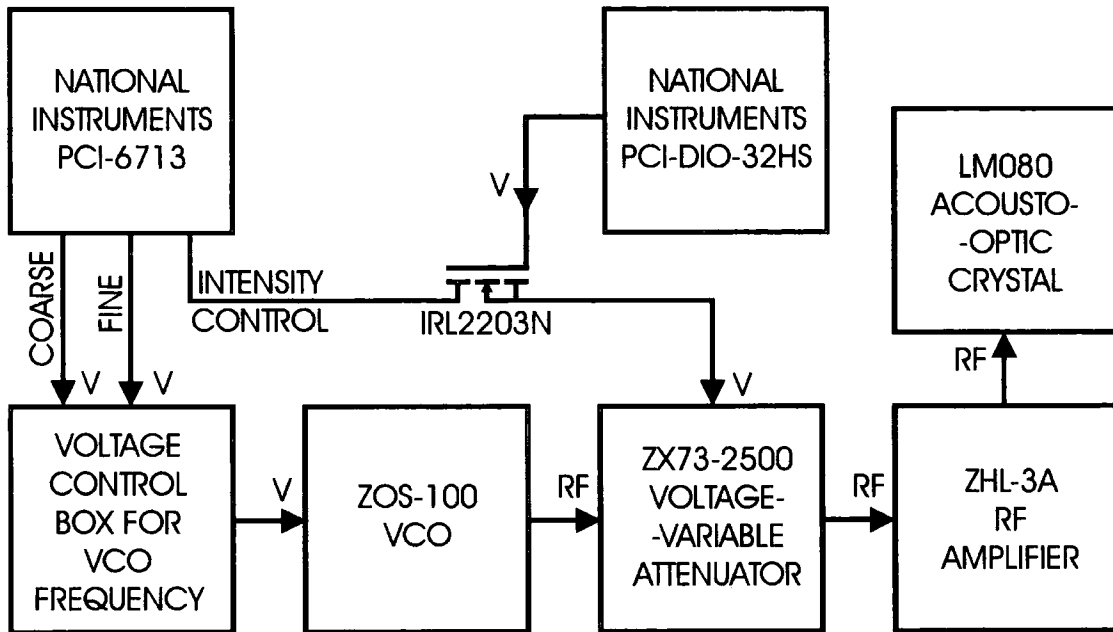 NATIONAL
INSTRUMENTS
PCI-6713
NATIONAL
INSTRUMENTS
PCI-DIO-32HS
LM080
ACOUSTO-
-OPTIC
CRYSTAL
V
COARSE
FINE
INTENSITY
CONTROL
IRL2203N
RF
V
V
V
VOLTAGE
CONTROL
BOX FOR
VCO
FREQUENCY
V
ZOS-100
VCO
RF
ZX73-2500
VOLTAGE-
-VARIABLE
ATTENUATOR
RF
ZHL-3A
RF
AMPLIFIER